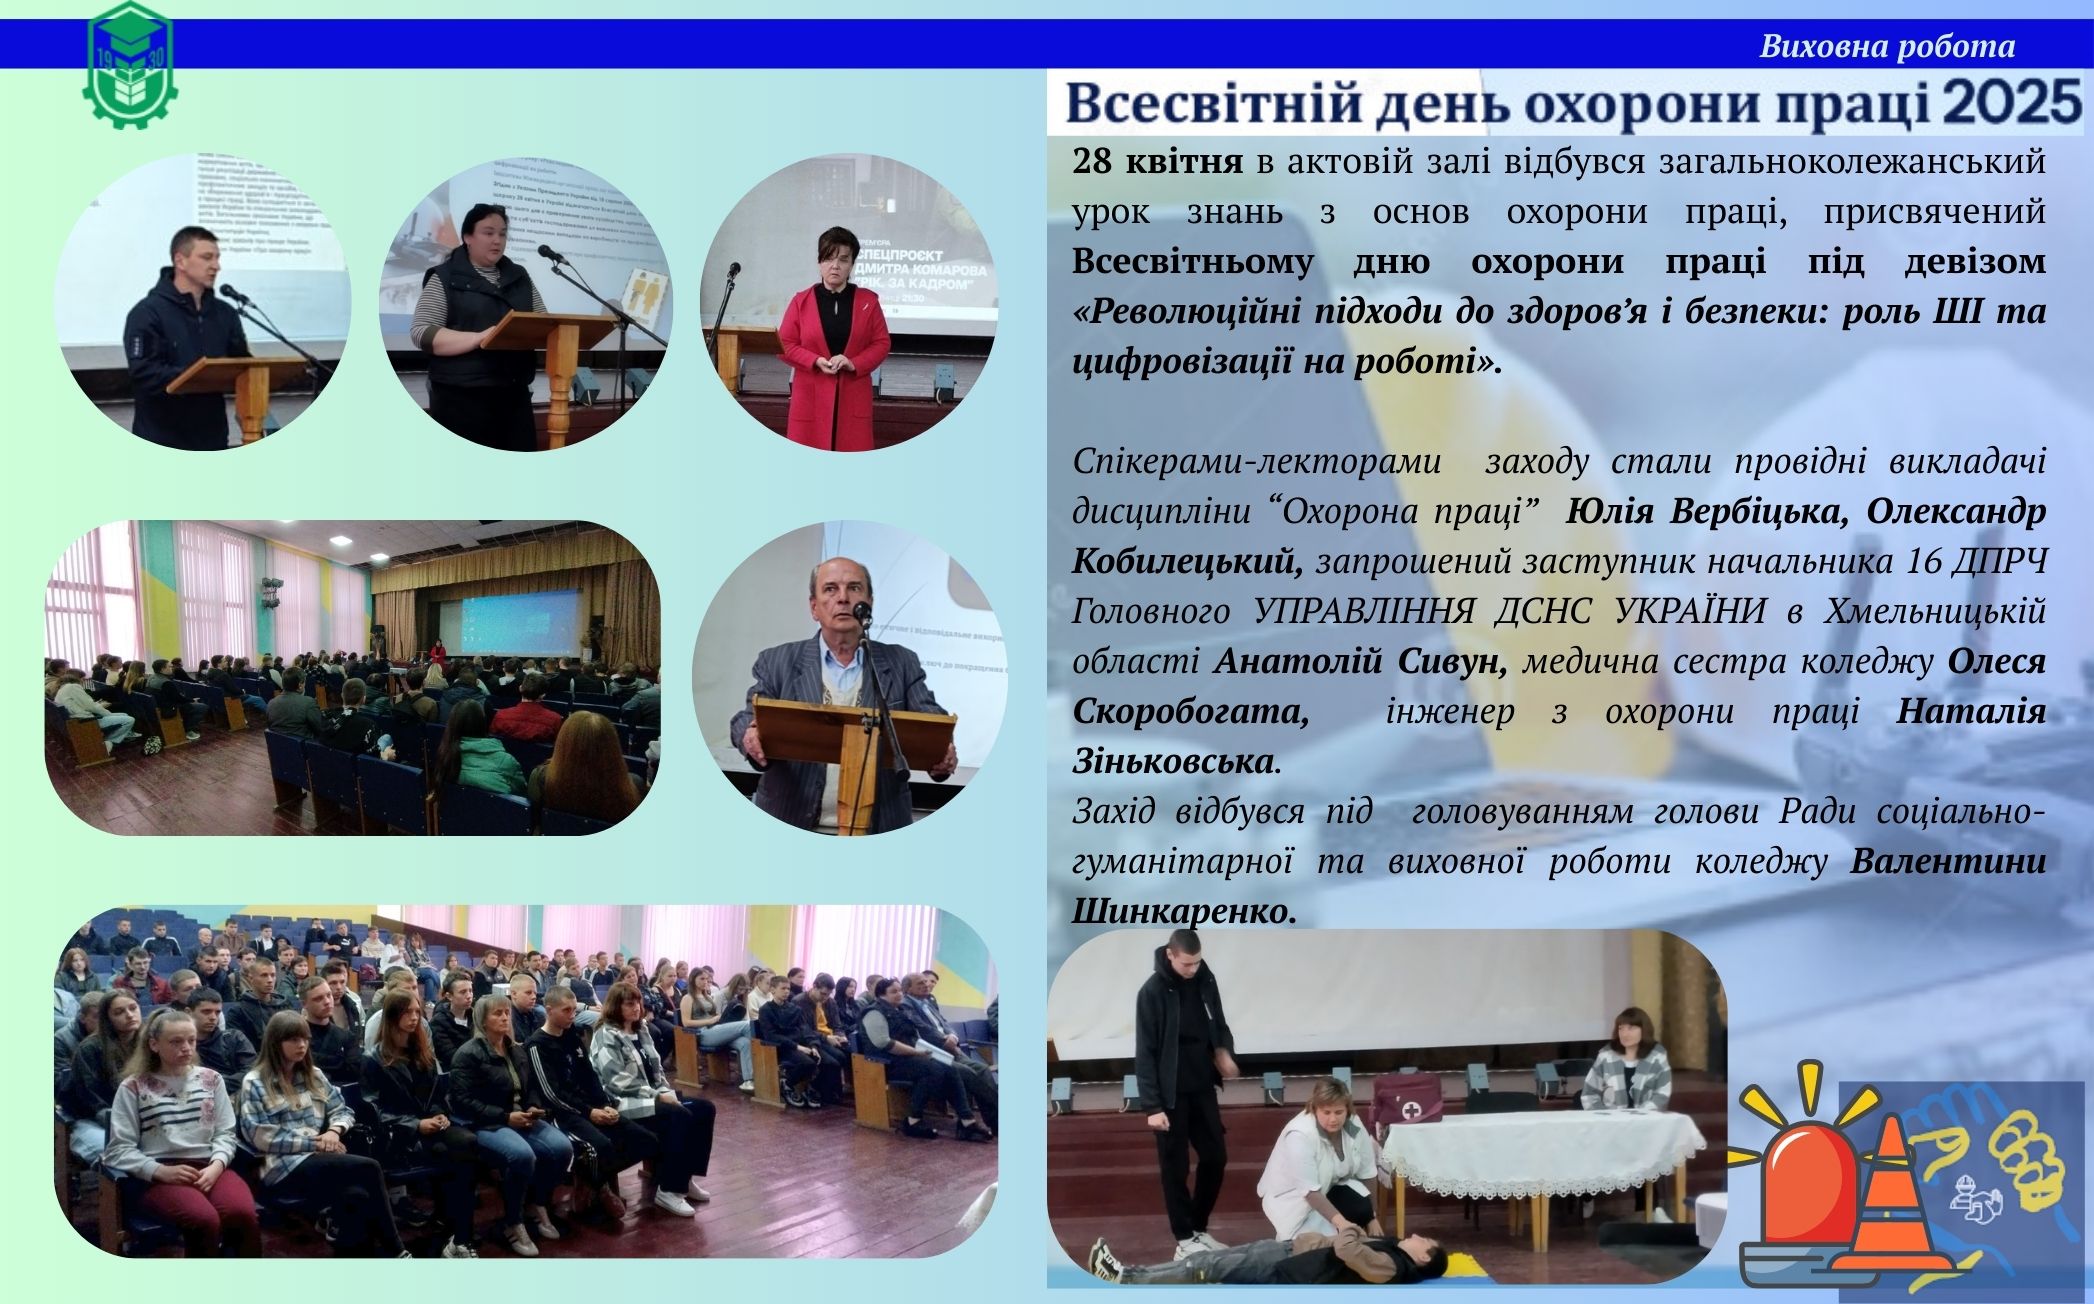 Виховна робота
19 30
Всесвітній день охорони праці 2025
28 квітня в актовій залі відбувся загальноколежанський
урок знань з основ охорони праці, присвячений
Всесвітньому дню охорони праці під девізом
«Революційні підходи до здоров’я і безпеки: роль ШІ та
цифровізації на роботі».
Спікерами-лекторами заходу стали провідні викладачі
дисципліни “Охорона праці” Юлія Вербіцька, Олександр
Кобилецький, запрошений заступник начальника 16 ДПРЧ
Головного УПРАВЛІННЯ ДСНС УКРАЇНИ в Хмельницькій
області Анатолій Сивун, медична сестра коледжу Олеся
Скоробогата, інженер з охорони праці Наталія
Зіньковська.
Захід відбувся під головуванням голови Ради соціально-
гуманітарної та виховної роботи коледжу Валентини
Шинкаренко.
ПРЕМ'ЄРА
СПЕЦПРОЄКТ
ДМИТРА КОМАРОВА
"РІК. ЗА КАДРОМ"
21:30